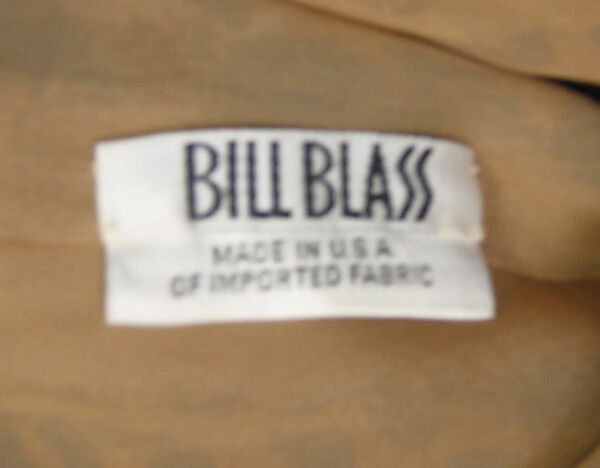 BILL BLASS
MADE IN U.S.A.
OF IMPORTED FABRIC